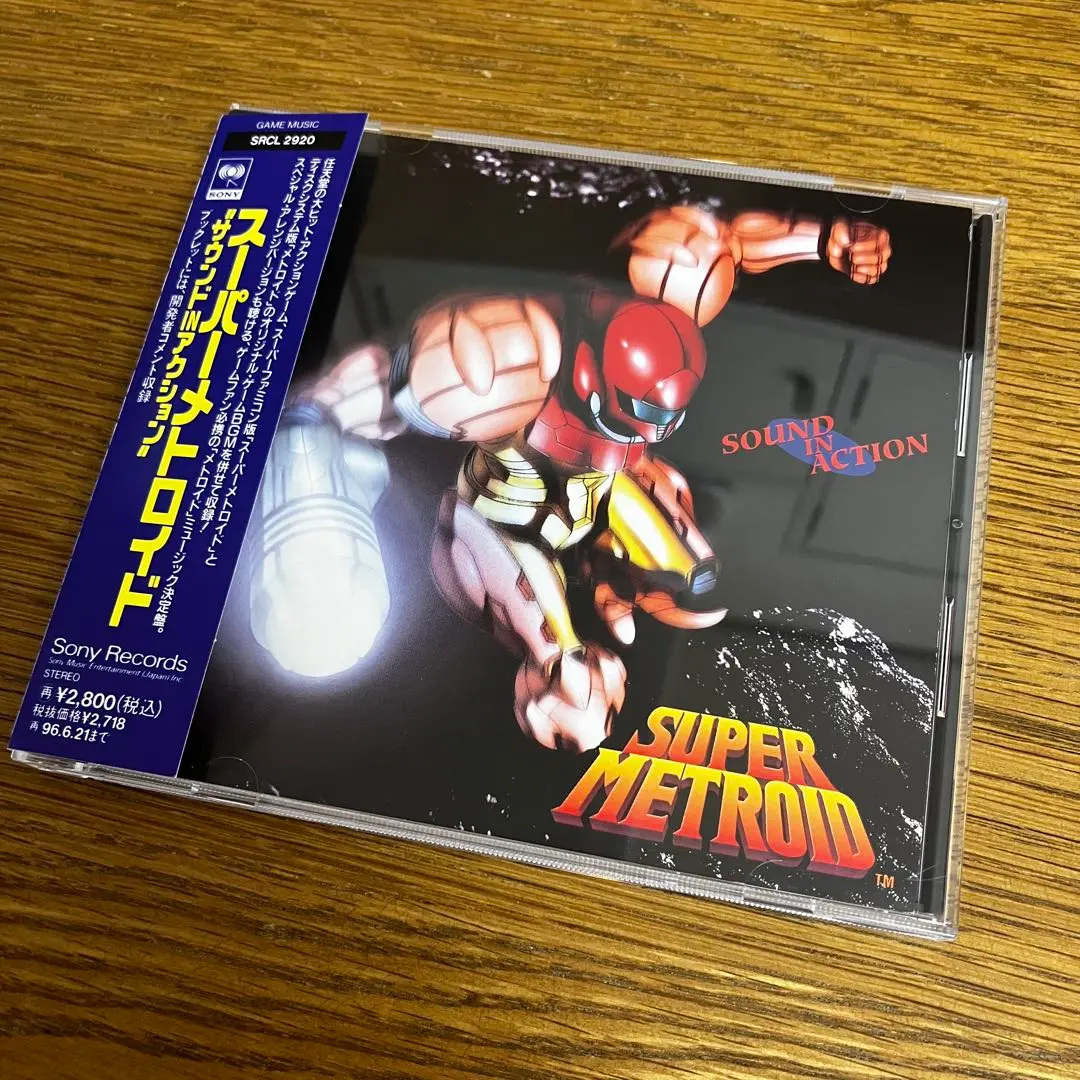 GAME MUSIC
SRCL 2920
SONY
任天堂の大ヒット・アクションゲーム、スーパーファミコン版「スーパーメトロイド」と
ディスクシステム版「メトロイド」のオリジナル・ゲームBGMを併せて収録!
スペシャル・アレンジバージョンも聴ける、ゲームファン必携の「メトロイド」ミュージック決定盤。
スーパーメトロイド
"サウンドINアクション"
ブックレットには、開発者コメント収録
Sony Records
Sony Music Entertainment (Japan) Inc.
STEREO
再 ¥2,800(税込)
税抜価格¥2,718
再 96.6.21まで
SOUND
IN
ACTION
SUPER
METROID
TM